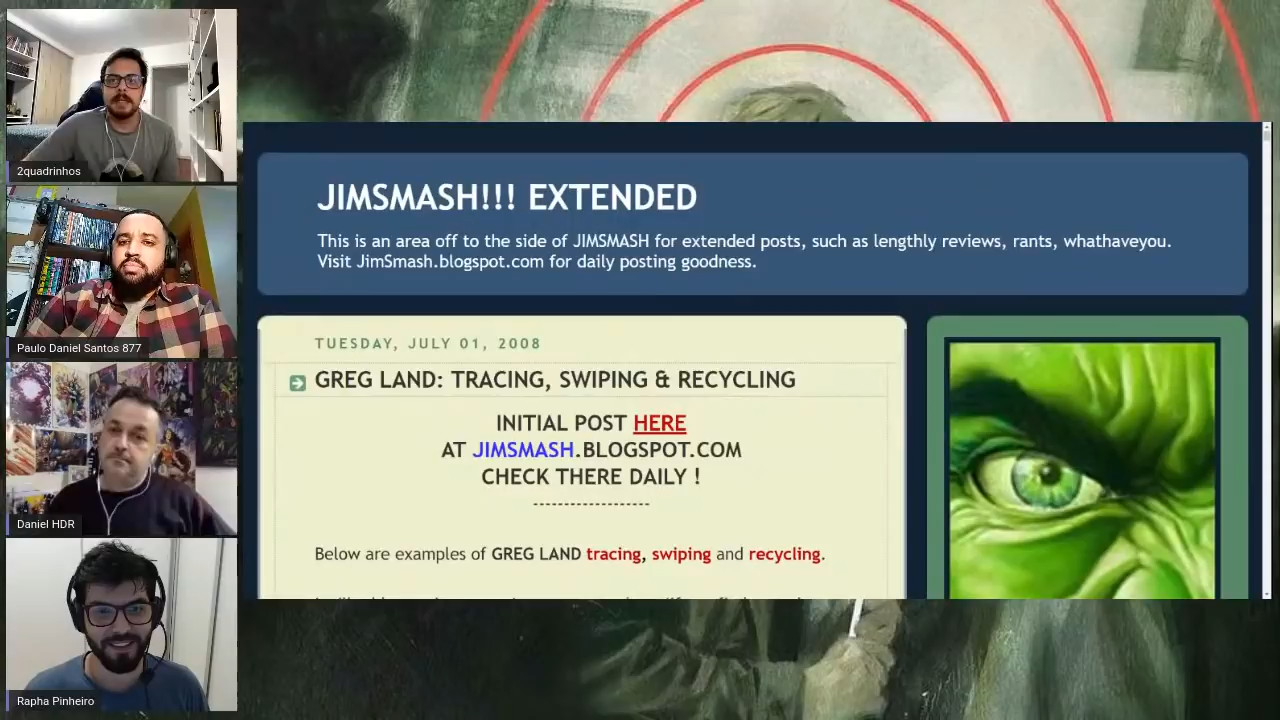 2quadrinhos
Paulo Daniel Santos 877
Daniel HDR
Rapha Pinheiro
JIMSMASH!!! EXTENDED
This is an area off to the side of JIMSMASH for extended posts, such as lengthly reviews, rants, whathaveyou.
Visit JimSmash.blogspot.com for daily posting goodness.
TUESDAY, JULY 01, 2008
GREG LAND: TRACING, SWIPING & RECYCLING
INITIAL POST HERE
AT JIMSMASH.BLOGSPOT.COM
CHECK THERE DAILY !
------------------
Below are examples of GREG LAND tracing, swiping and recycling.